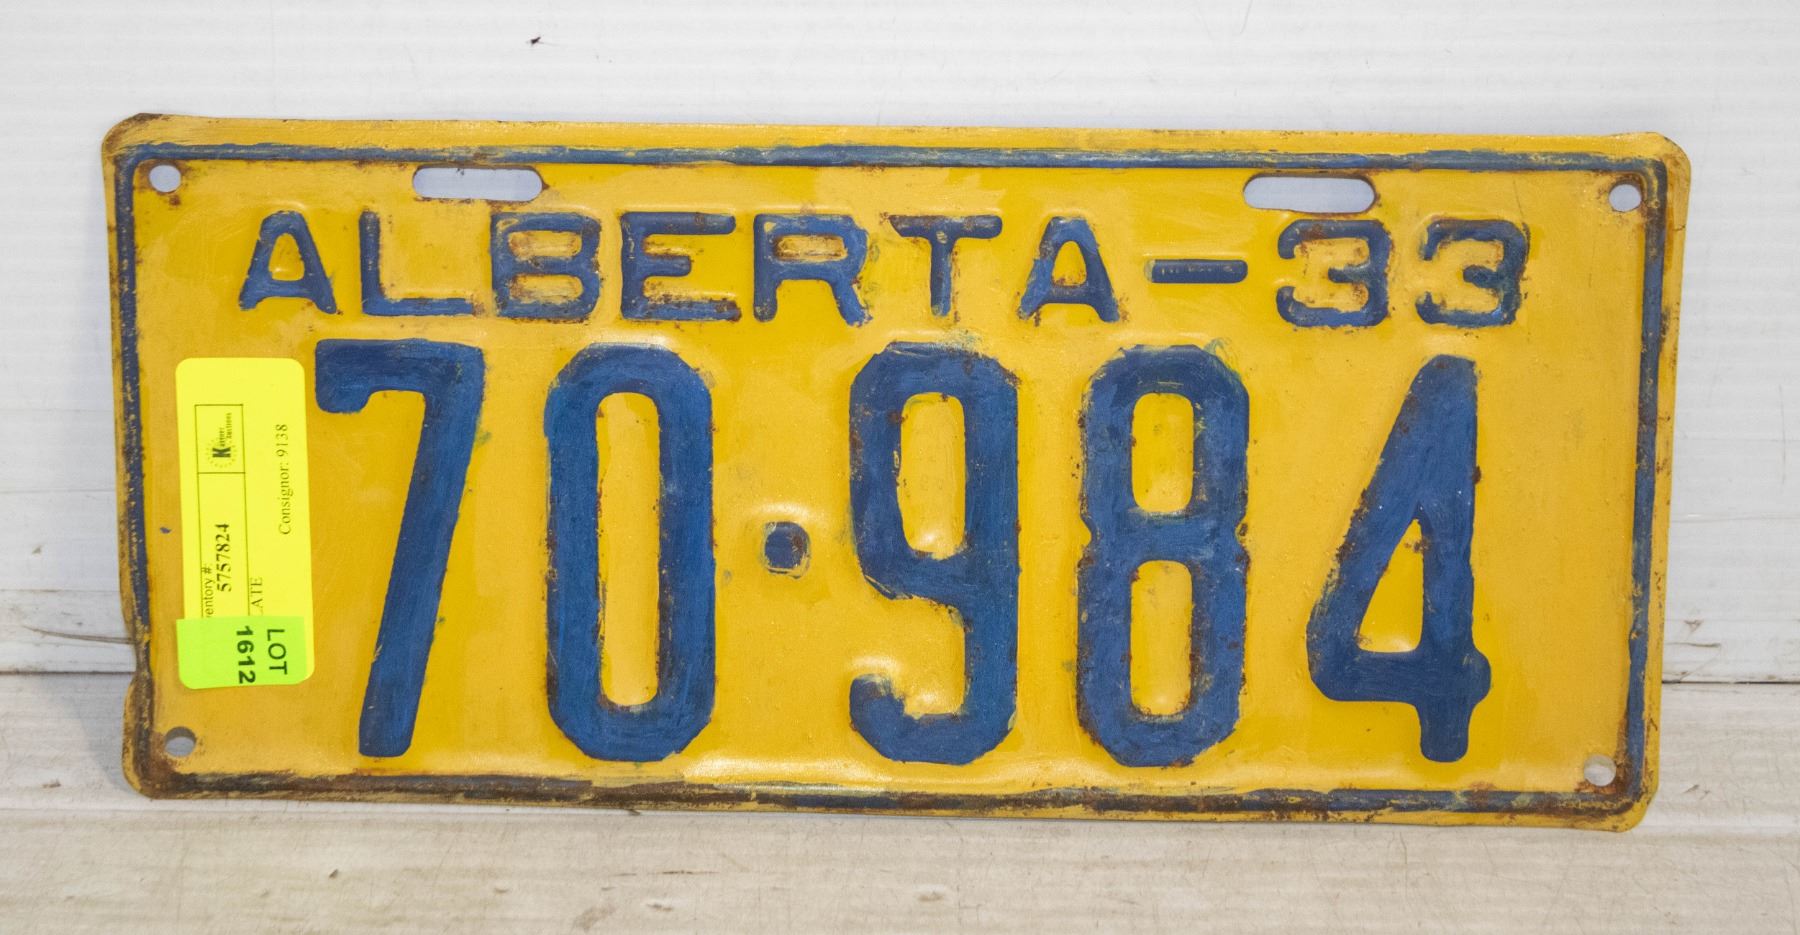 ALBERTA-33
70·984
5757824
Consignor: 9138
LOT
1612